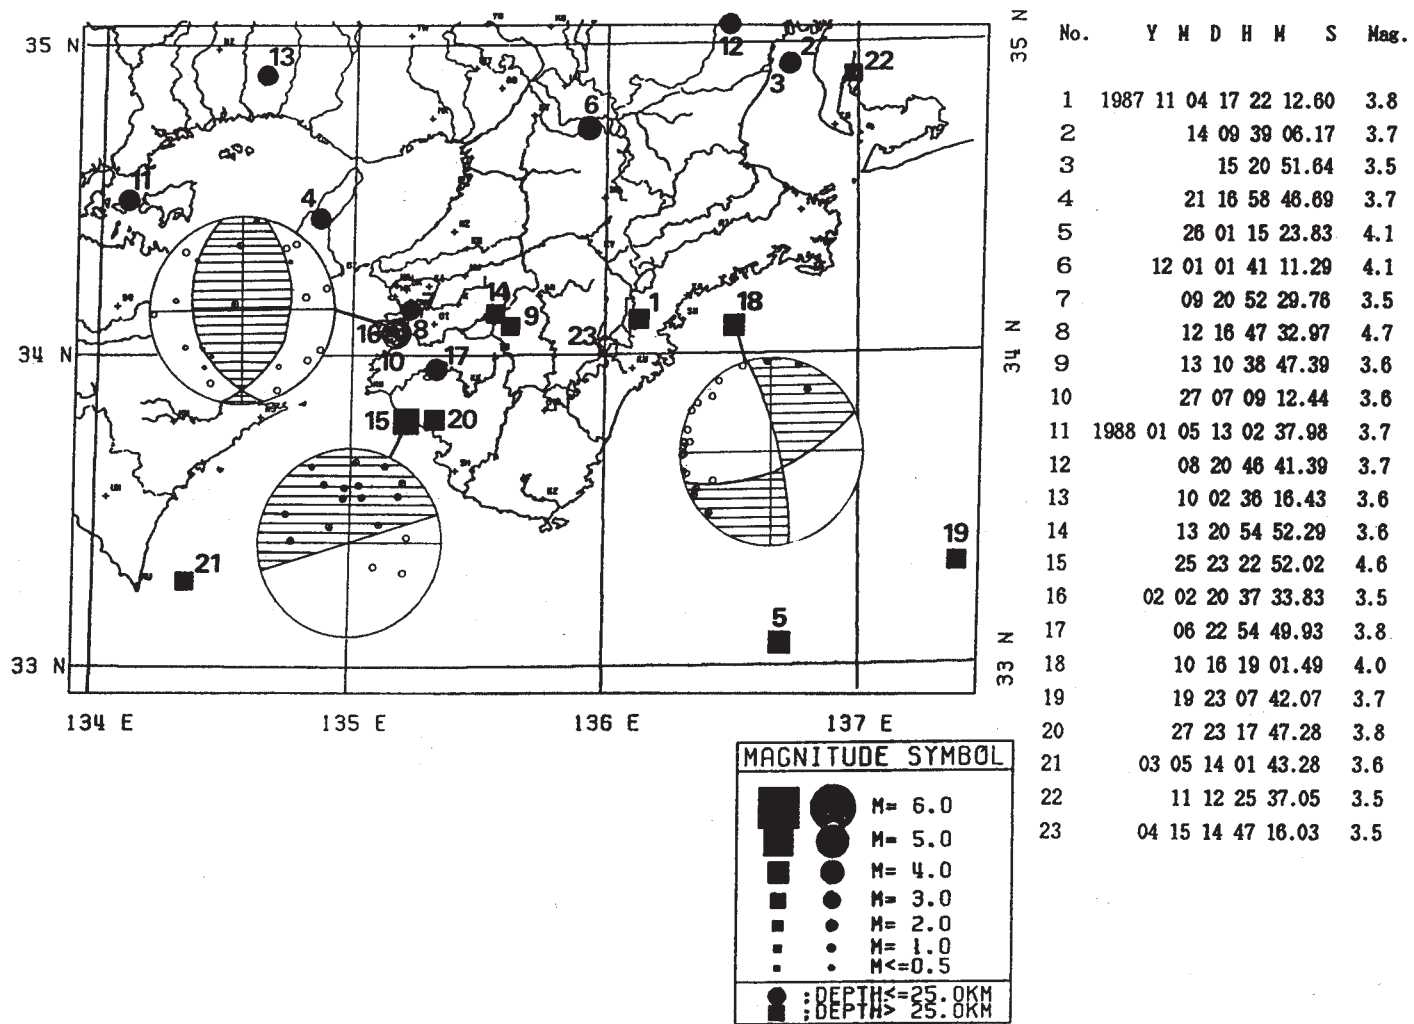 35 N
35 N
13
12
2
3
22
6
11
4
14
9
1
18
16
8
23
34 N
34 N
10
17
15
20
19
21
5
33 N
33 N
134 E 135 E 136 E 137 E
No. Y M D H M S Mag.
1 1987 11 04 17 22 12.60 3.8
2 14 09 39 06.17 3.7
3 15 20 51.64 3.5
4 21 16 58 46.69 3.7
5 26 01 15 23.83 4.1
6 12 01 01 41 11.29 4.1
7 09 20 52 29.76 3.5
8 12 16 47 32.97 4.7
9 13 10 38 47.39 3.6
10 27 07 09 12.44 3.6
11 1988 01 05 13 02 37.98 3.7
12 08 20 46 41.39 3.7
13 10 02 36 16.43 3.6
14 13 20 54 52.29 3.6
15 25 23 22 52.02 4.6
16 02 02 20 37 33.83 3.5
17 06 22 54 49.93 3.8
18 10 16 19 01.49 4.0
19 19 23 07 42.07 3.7
20 27 23 17 47.28 3.8
21 03 05 14 01 43.28 3.6
22 11 12 25 37.05 3.5
23 04 15 14 47 16.03 3.5
MAGNITUDE SYMBOL
M= 6.0
M= 5.0
M= 4.0
M= 3.0
M= 2.0
M= 1.0
M<=0.5
;DEPTH<=25.0KM
;DEPTH> 25.0KM